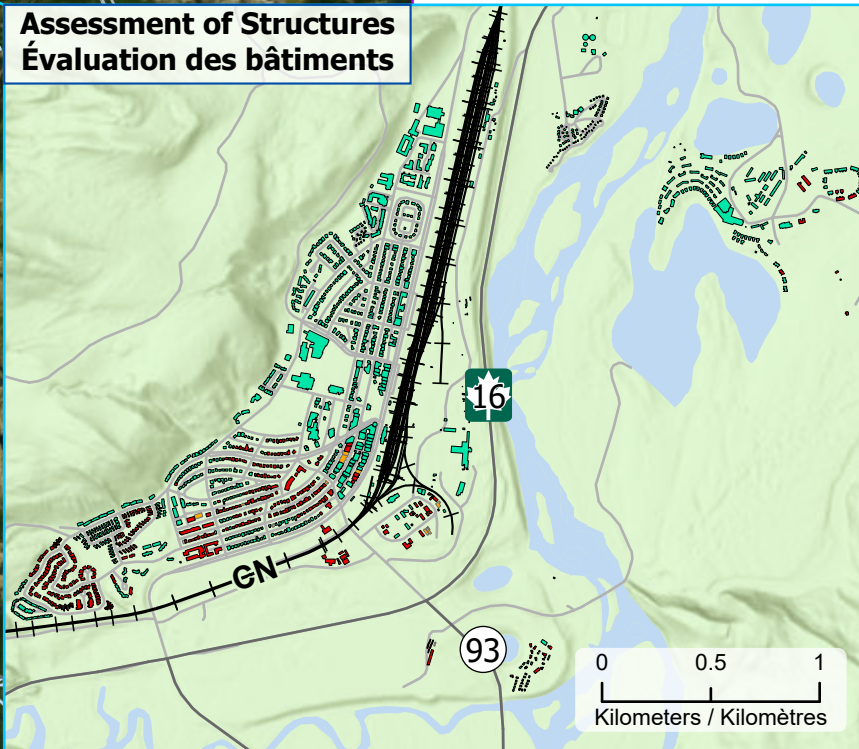 Assessment of Structures
Évaluation des bâtiments
16
CN
93
0 0.5 1
Kilometers / Kilomètres